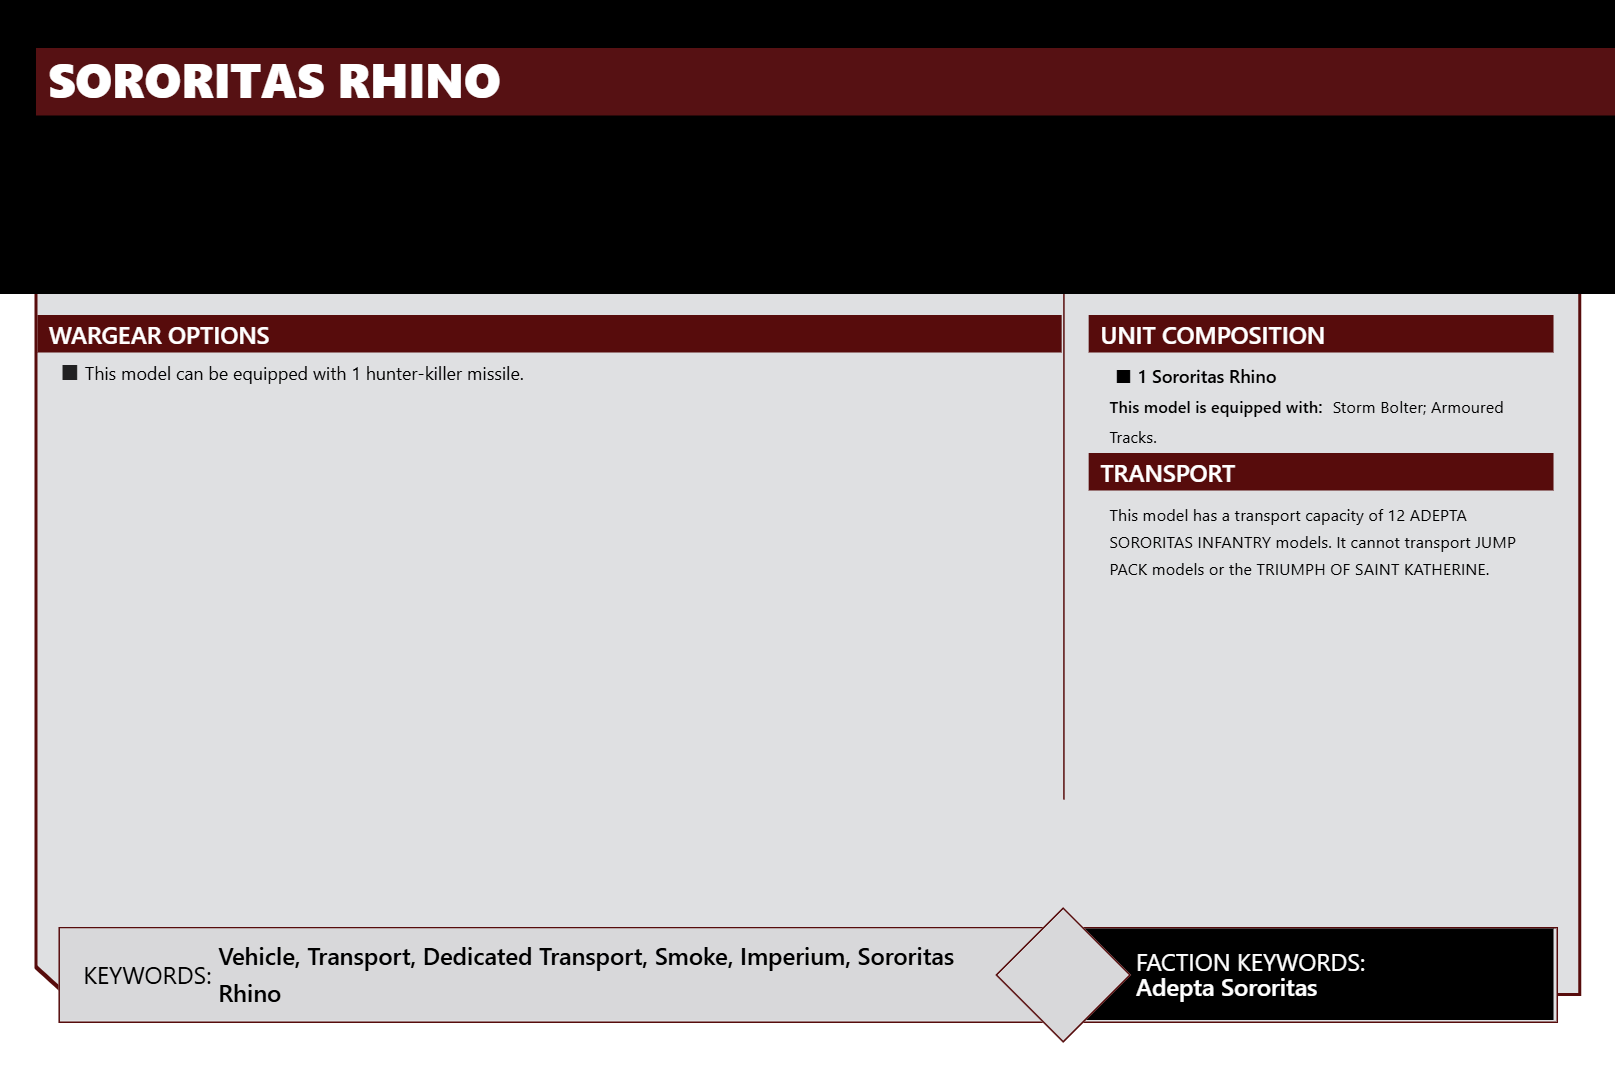 SORORITAS RHINO
WARGEAR OPTIONS
■ This model can be equipped with 1 hunter-killer missile.
UNIT COMPOSITION
■ 1 Sororitas Rhino
This model is equipped with: Storm Bolter; Armoured
Tracks.
TRANSPORT
This model has a transport capacity of 12 ADEPTA
SORORITAS INFANTRY models. It cannot transport JUMP
PACK models or the TRIUMPH OF SAINT KATHERINE.
KEYWORDS: Vehicle, Transport, Dedicated Transport, Smoke, Imperium, Sororitas
Rhino
FACTION KEYWORDS:
Adepta Sororitas